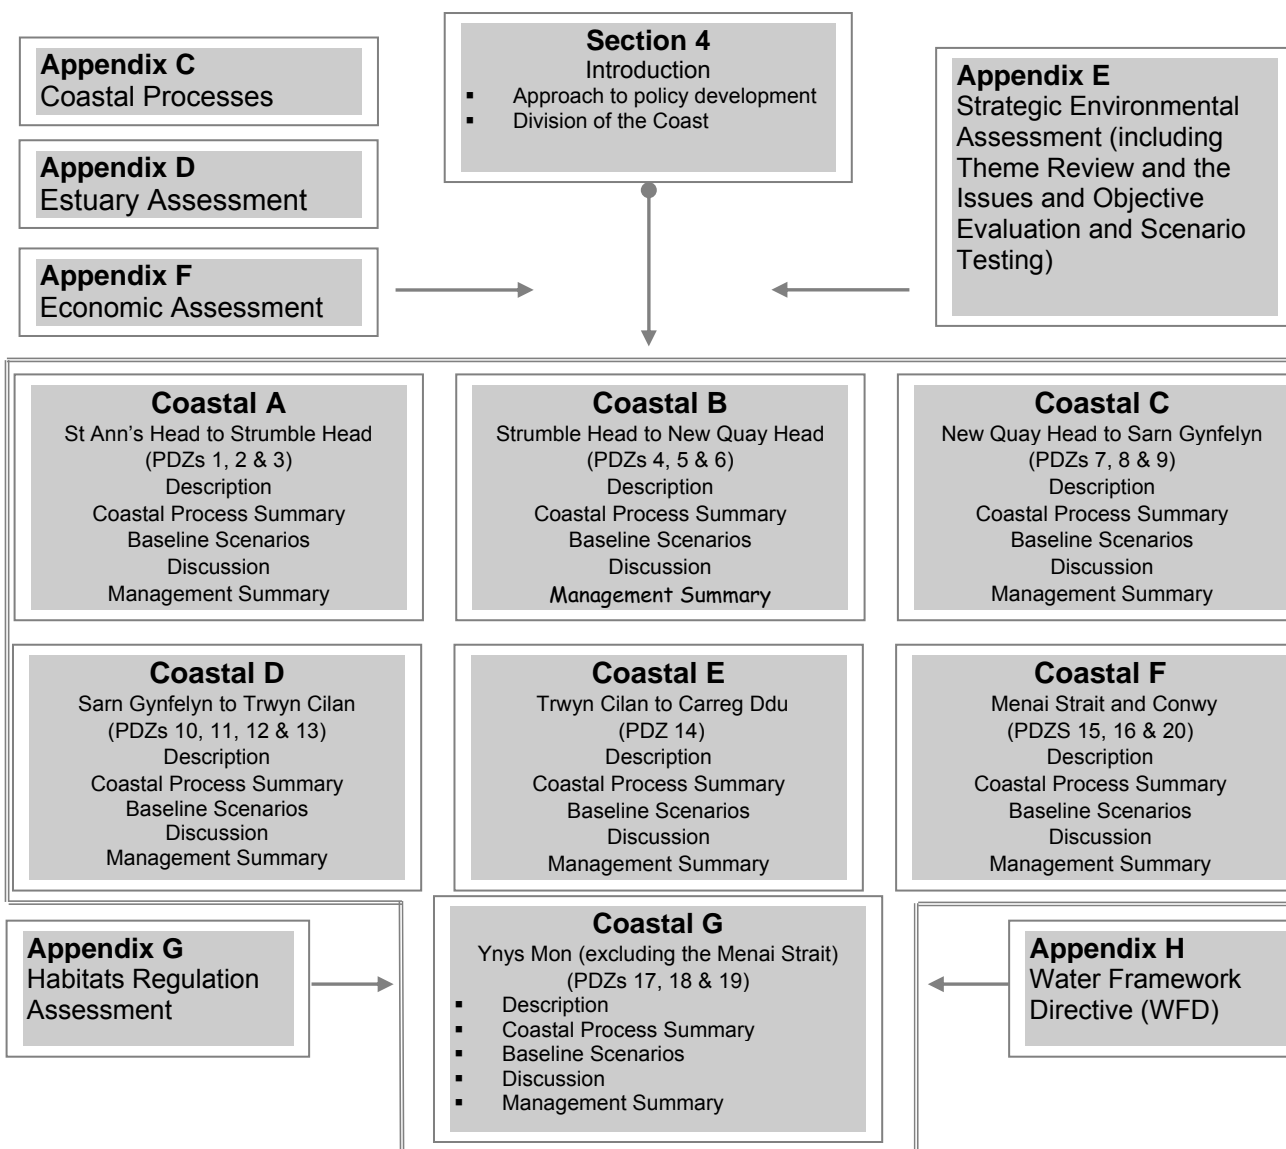 Appendix C
Coastal Processes
Appendix D
Estuary Assessment
Appendix F
Economic Assessment
Section 4
Introduction
▪ Approach to policy development
▪ Division of the Coast
Appendix E
Strategic Environmental
Assessment (including
Theme Review and the
Issues and Objective
Evaluation and Scenario
Testing)
Coastal A
St Ann's Head to Strumble Head
(PDZs 1, 2 & 3)
Description
Coastal Process Summary
Baseline Scenarios
Discussion
Management Summary
Coastal B
Strumble Head to New Quay Head
(PDZs 4, 5 & 6)
Description
Coastal Process Summary
Baseline Scenarios
Discussion
Management Summary
Coastal C
New Quay Head to Sarn Gynfelyn
(PDZs 7, 8 & 9)
Description
Coastal Process Summary
Baseline Scenarios
Discussion
Management Summary
Coastal D
Sarn Gynfelyn to Trwyn Cilan
(PDZs 10, 11, 12 & 13)
Description
Coastal Process Summary
Baseline Scenarios
Discussion
Management Summary
Coastal E
Trwyn Cilan to Carreg Ddu
(PDZ 14)
Description
Coastal Process Summary
Baseline Scenarios
Discussion
Management Summary
Coastal F
Menai Strait and Conwy
(PDZS 15, 16 & 20)
Description
Coastal Process Summary
Baseline Scenarios
Discussion
Management Summary
Appendix G
Habitats Regulation
Assessment
Coastal G
Ynys Mon (excluding the Menai Strait)
(PDZs 17, 18 & 19)
▪ Description
▪ Coastal Process Summary
▪ Baseline Scenarios
▪ Discussion
▪ Management Summary
Appendix H
Water Framework
Directive (WFD)